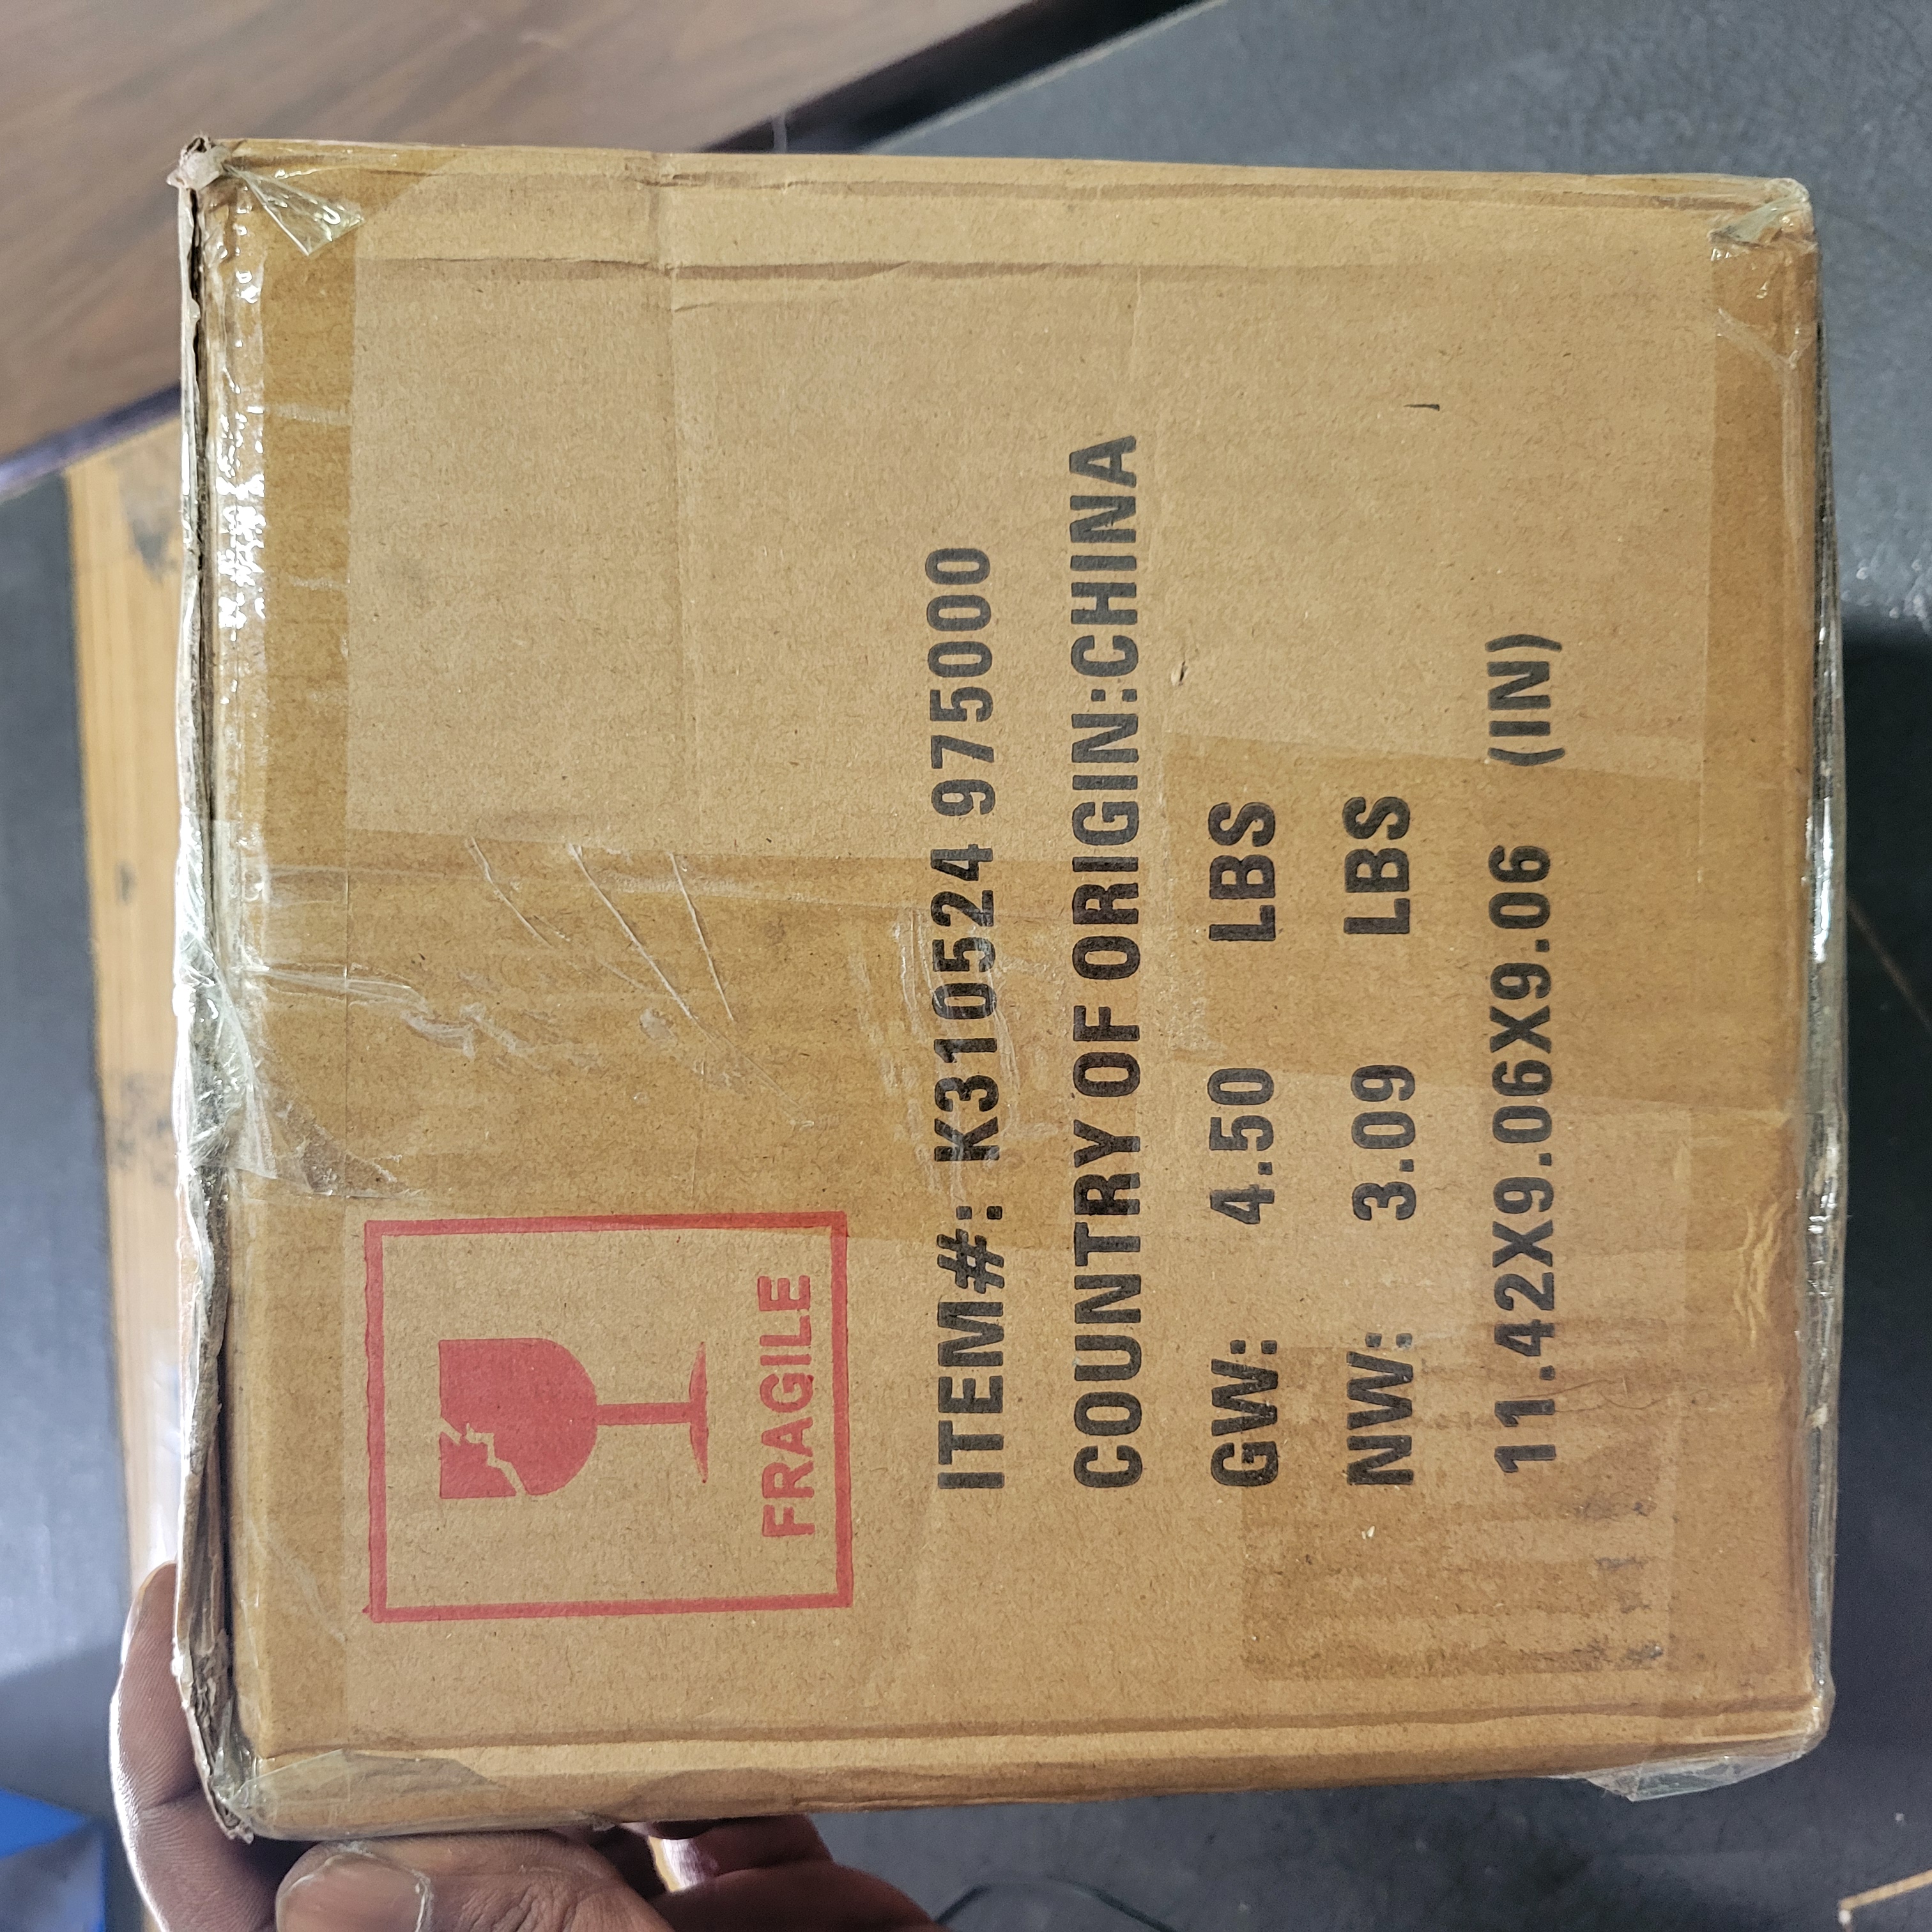 FRAGILE
ITEM#: K310524 975000
COUNTRY OF ORIGIN:CHINA
GW: 4.50 LBS
NW: 3.09 LBS
11.42X9.06X9.06 (IN)